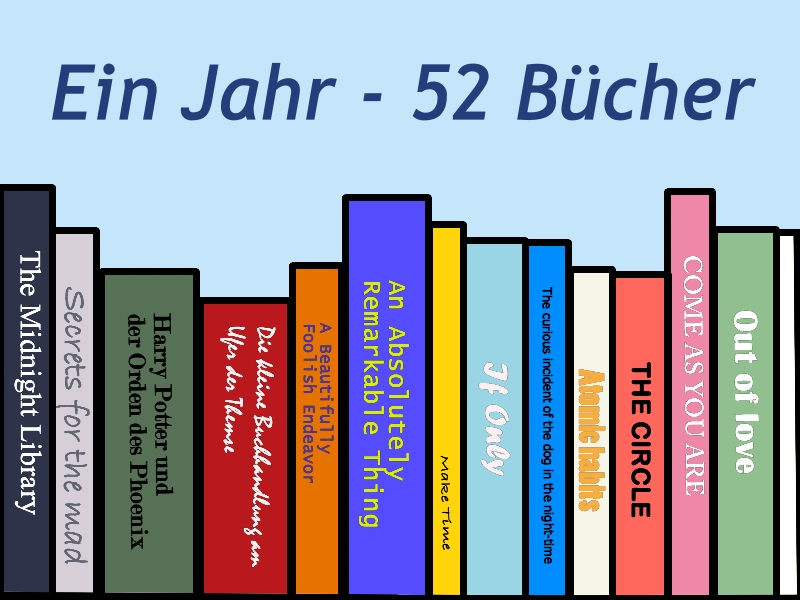 Ein Jahr - 52 Bücher
The Midnight Library
Secrets for the mad
Harry Potter und
der Orden des Phoenix
Die kleine Buchhandlung am
Ufer der Themse
A Beautifully
Foolish Endeavor
An Absolutely
Remarkable Thing
Make Time
If Only
The curious incident of the dog in the night-time
Atomic habits
THE CIRCLE
COME AS YOU ARE
Out of love